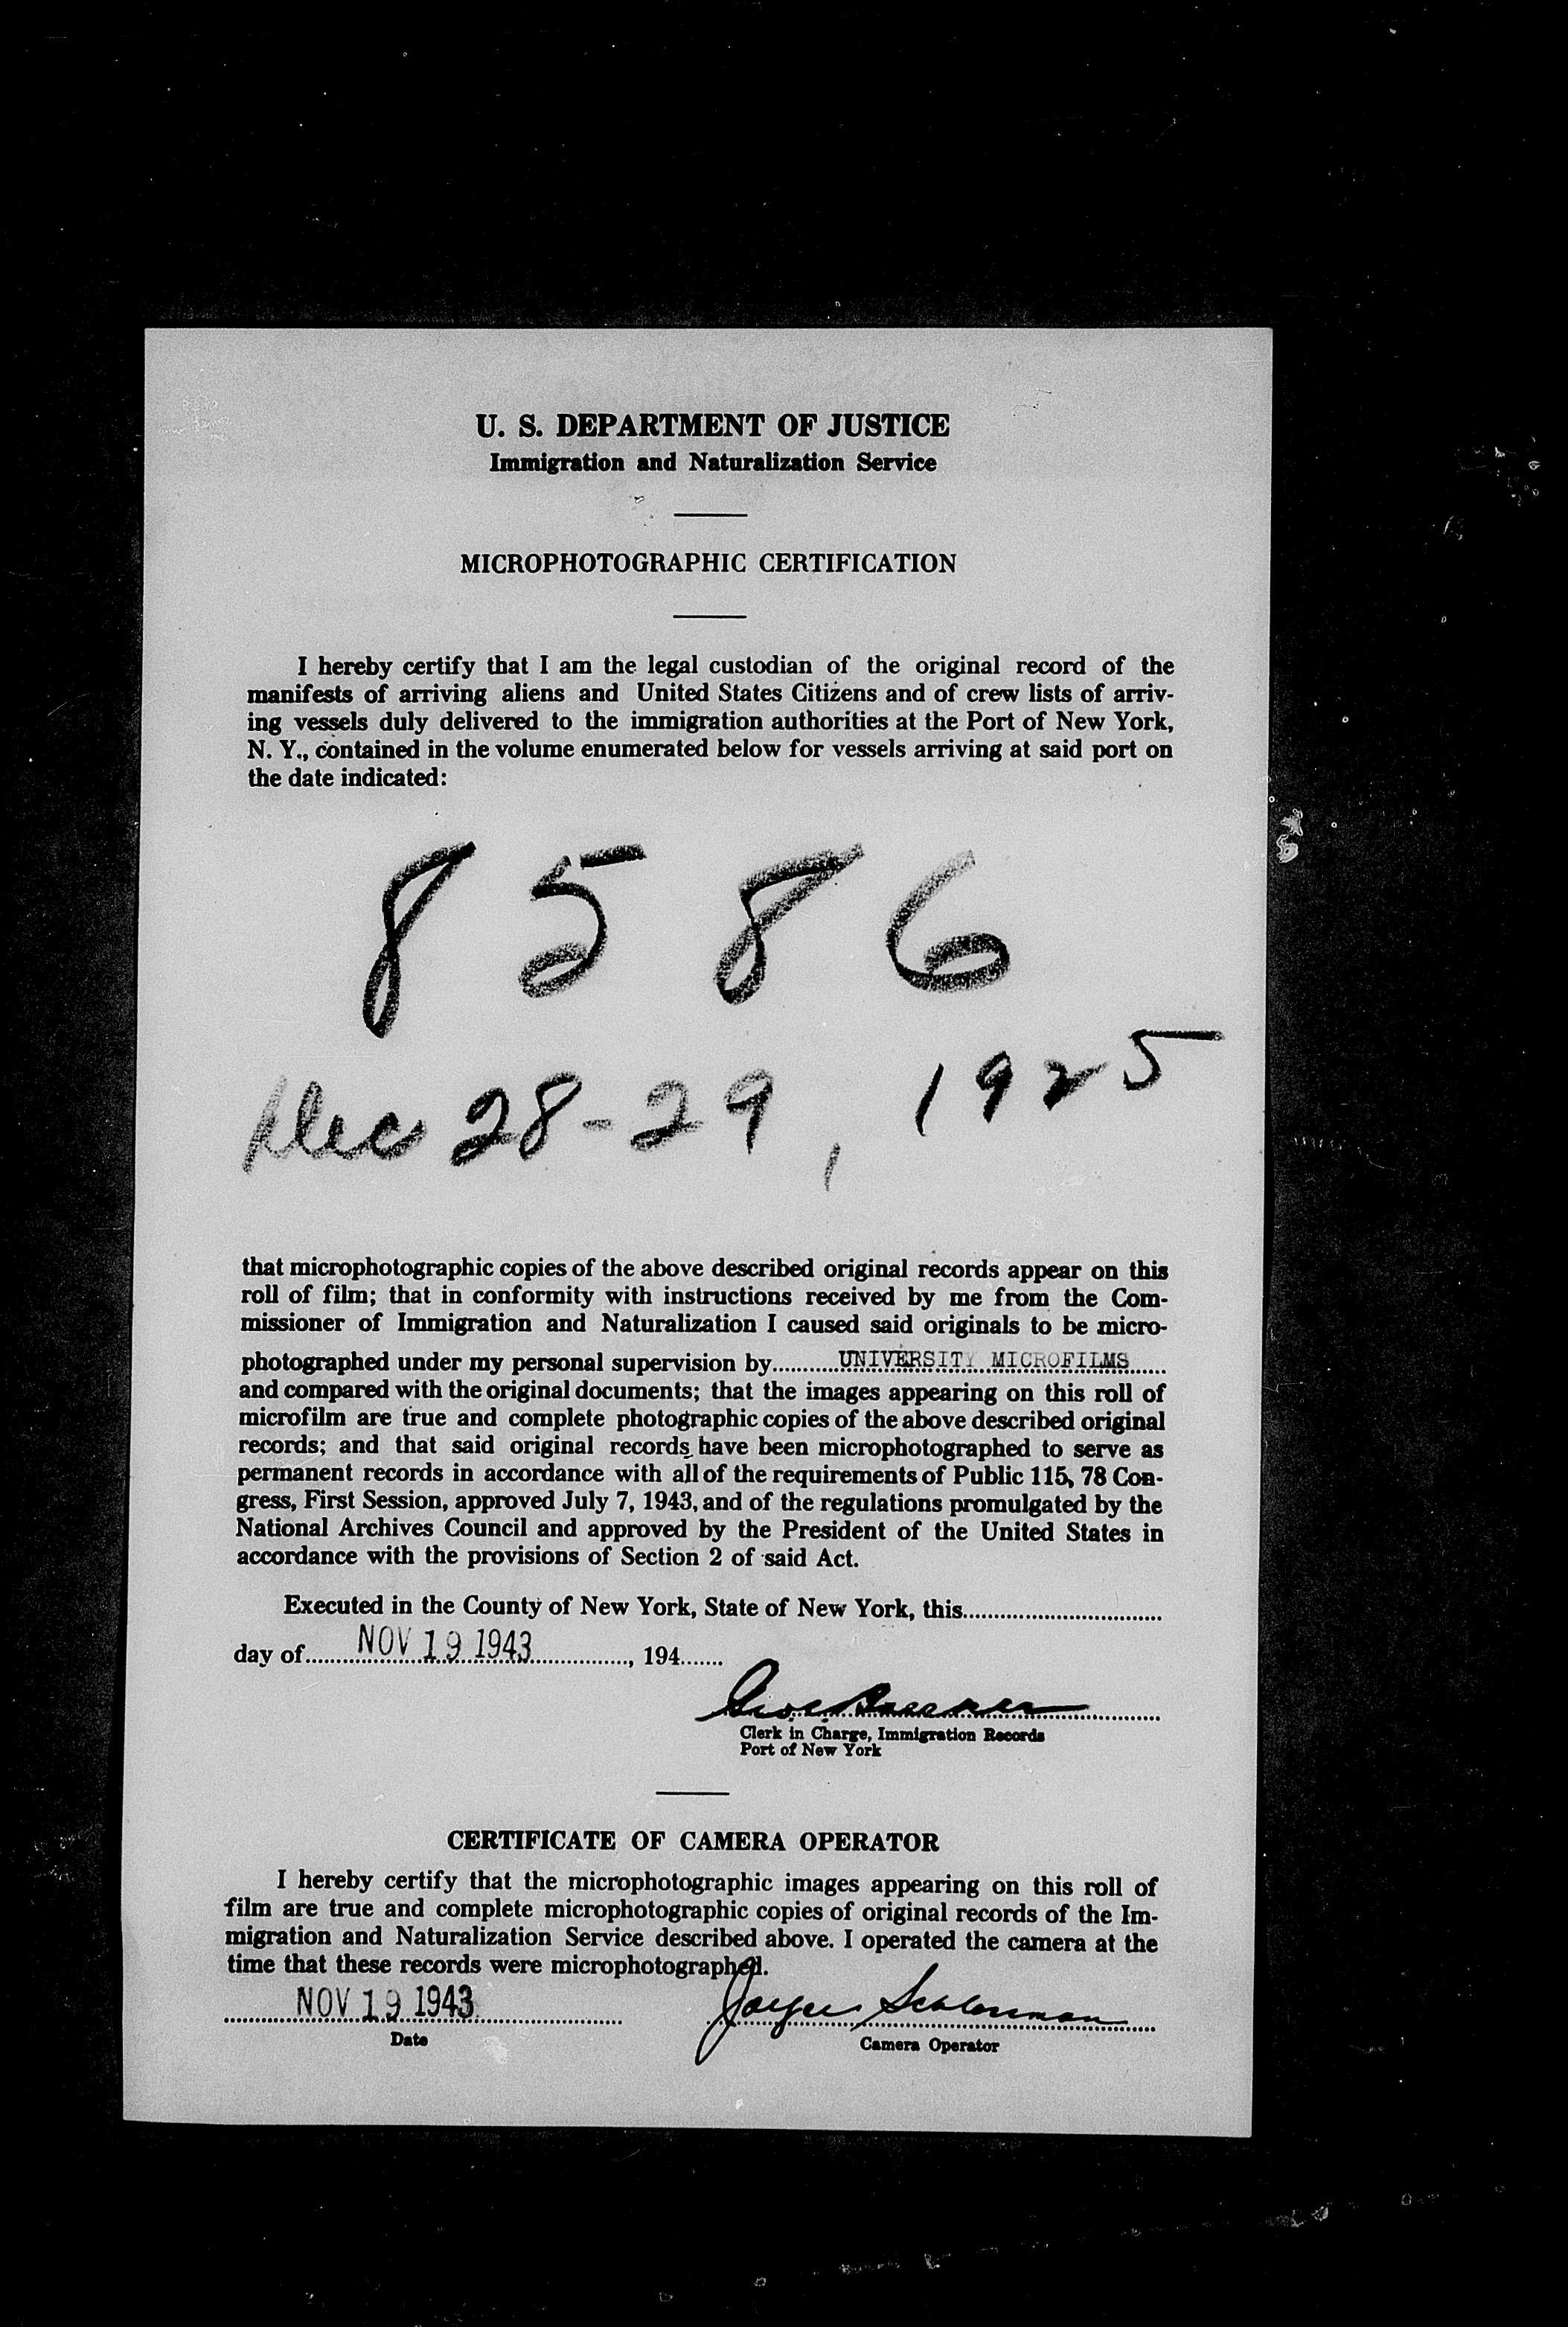 U. S. DEPARTMENT OF JUSTICE
Immigration and Naturalization Service
MICROPHOTOGRAPHIC CERTIFICATION
I hereby certify that I am the legal custodian of the original record of the
manifests of arriving aliens and United States Citizens and of crew lists of arriv-
ing vessels duly delivered to the immigration authorities at the Port of New York,
N. Y., contained in the volume enumerated below for vessels arriving at said port on
the date indicated:
8586
Dec 28-29, 1925
that microphotographic copies of the above described original records appear on this
roll of film; that in conformity with instructions received by me from the Com-
missioner of Immigration and Naturalization I caused said originals to be micro-
photographed under my personal supervision by...........UNIVERSITY MICROFILMS......
and compared with the original documents; that the images appearing on this roll of
microfilm are true and complete photographic copies of the above described original
records; and that said original records have been microphotographed to serve as
permanent records in accordance with all of the requirements of Public 115, 78 Con-
gress, First Session, approved July 7, 1943, and of the regulations promulgated by the
National Archives Council and approved by the President of the United States in
accordance with the provisions of Section 2 of said Act.
Executed in the County of New York, State of New York, this................................
day of.........NOV 19 1943................, 194.......
Clerk in Charge, Immigration Records
Port of New York
CERTIFICATE OF CAMERA OPERATOR
I hereby certify that the microphotographic images appearing on this roll of
film are true and complete microphotographic copies of original records of the Im-
migration and Naturalization Service described above. I operated the camera at the
time that these records were microphotographed.
NOV 19 1943
Date
Camera Operator